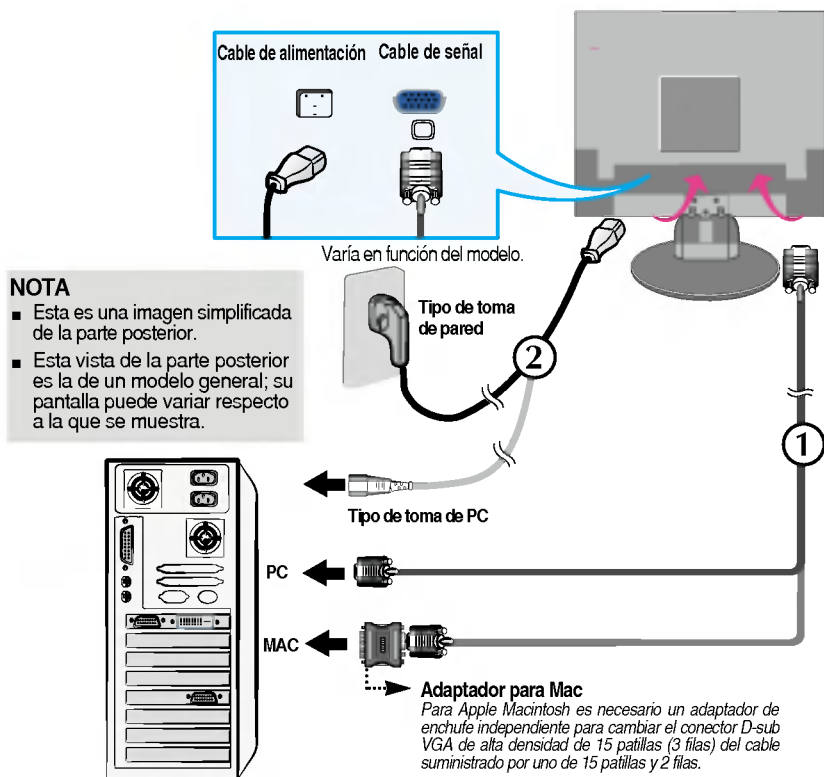 Cable de alimentación Cable de señal
Varía en función del modelo.
NOTA
■ Esta es una imagen simplificada
de la parte posterior.
■ Esta vista de la parte posterior
es la de un modelo general; su
pantalla puede variar respecto
a la que se muestra.
Tipo de toma
de pared
2
1
Tipo de toma de PC
PC
MAC
Adaptador para Mac
Para Apple Macintosh es necesario un adaptador de
enchufe independiente para cambiar el conector D-sub
VGA de alta densidad de 15 patillas (3 filas) del cable
suministrado por uno de 15 patillas y 2 filas.